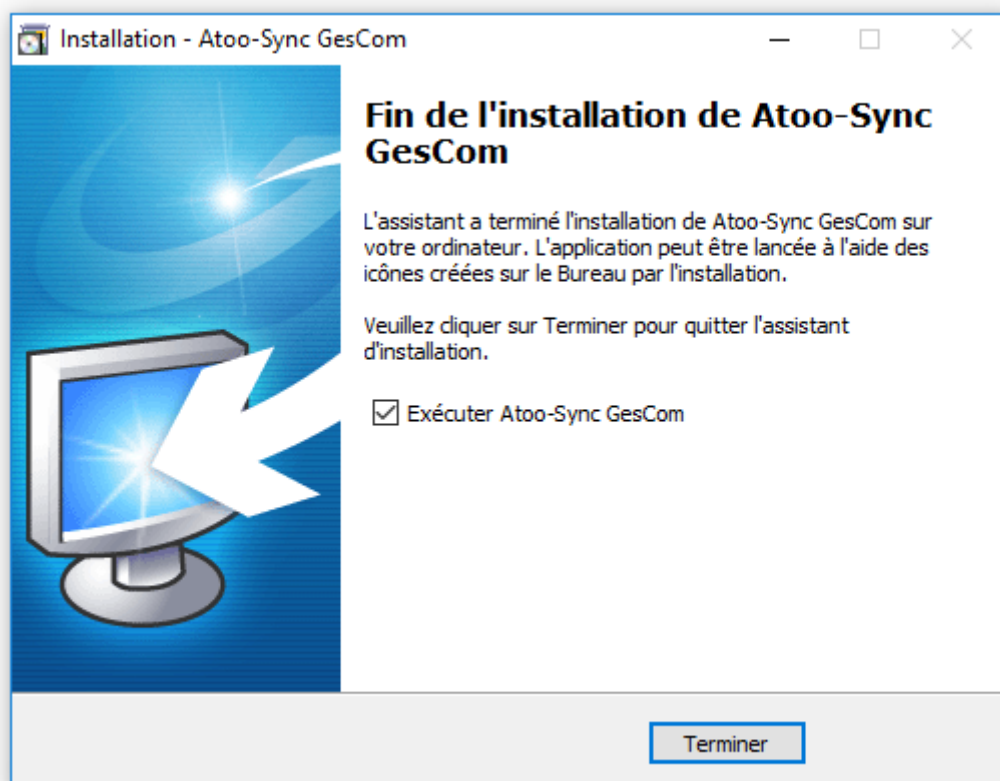 Installation - Atoo-Sync GesCom
Fin de l'installation de Atoo-Sync
GesCom
L'assistant a terminé l'installation de Atoo-Sync GesCom sur
votre ordinateur. L'application peut être lancée à l'aide des
icônes créées sur le Bureau par l'installation.
Veuillez cliquer sur Terminer pour quitter l'assistant
d'installation.
Exécuter Atoo-Sync GesCom
Terminer